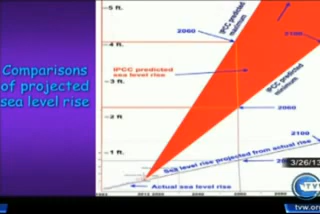 Comparisons
of projected
sea level rise
5 ft.
4 ft.
3 ft.
2 ft
1 ft.
2060
IPCC predicted
maximum
2100
IPCC predicted
sea level rise
IPCC predicted
minimum
2060
2100
Sea level rise projected from actual rise
Actual sea level rise
3/26/13
TVW
tvw.org